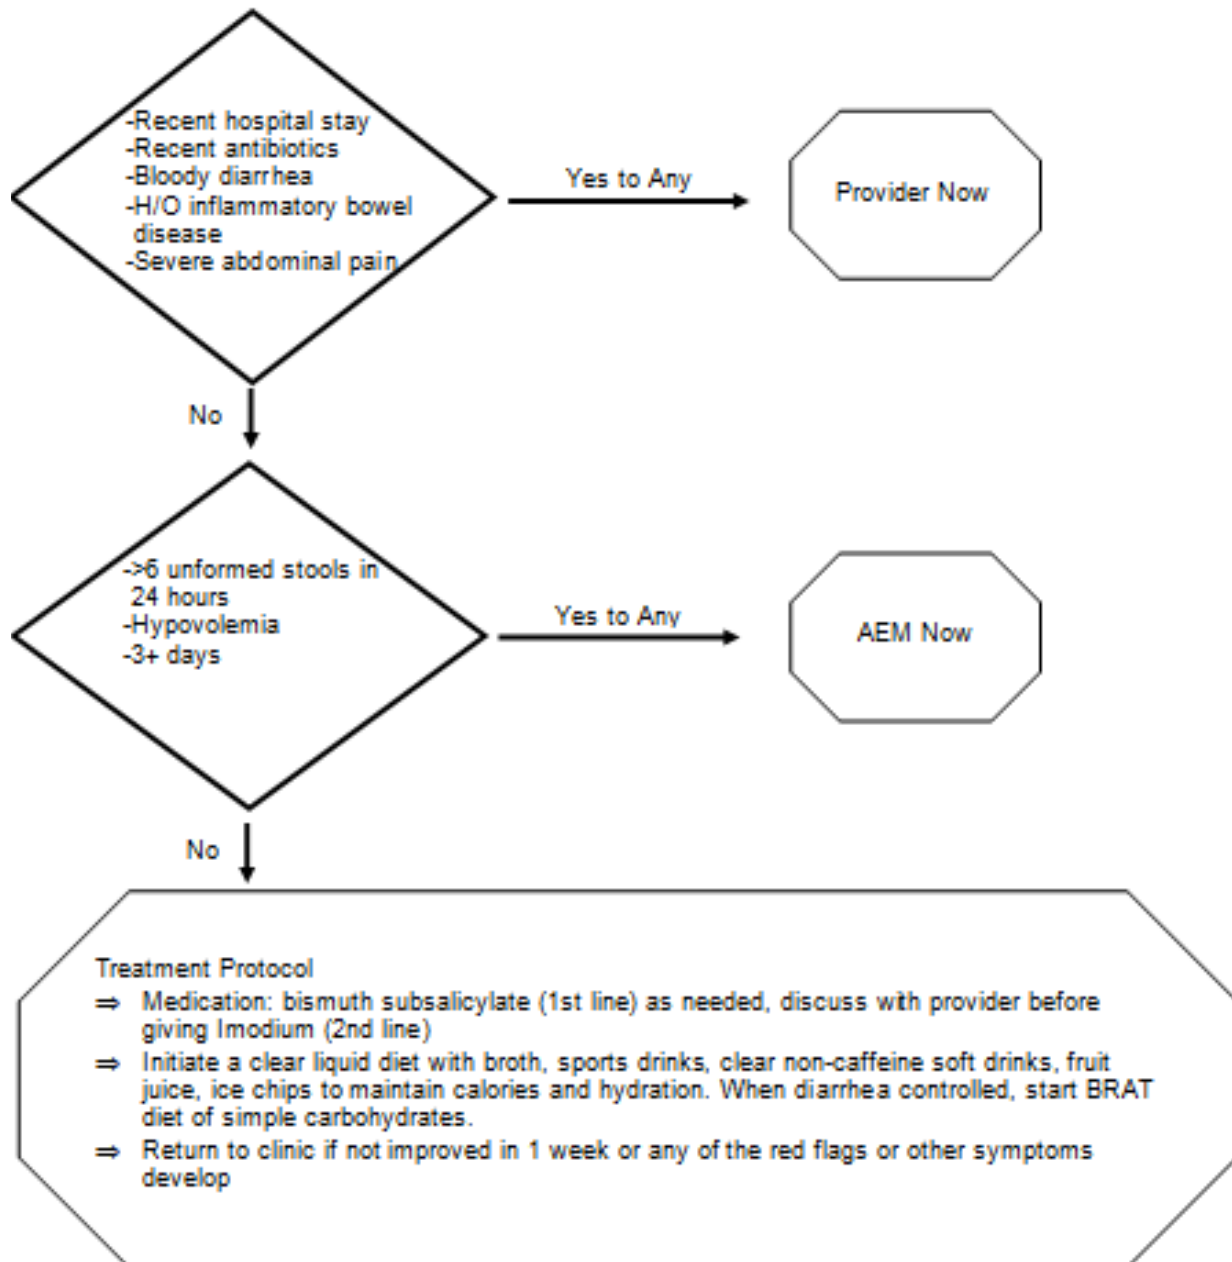 -Recent hospital stay
-Recent antibiotics
-Bloody diarrhea
-H/O inflammatory bowel
disease
-Severe abdominal pain
Yes to Any
Provider Now
No
->6 unformed stools in
24 hours
-Hypovolemia
-3+ days
Yes to Any
AEM Now
No
Treatment Protocol
⇒ Medication: bismuth subsalicylate (1st line) as needed, discuss with provider before
giving Imodium (2nd line)
⇒ Initiate a clear liquid diet with broth, sports drinks, clear non-caffeine soft drinks, fruit
juice, ice chips to maintain calories and hydration. When diarrhea controlled, start BRAT
diet of simple carbohydrates.
⇒ Return to clinic if not improved in 1 week or any of the red flags or other symptoms
develop